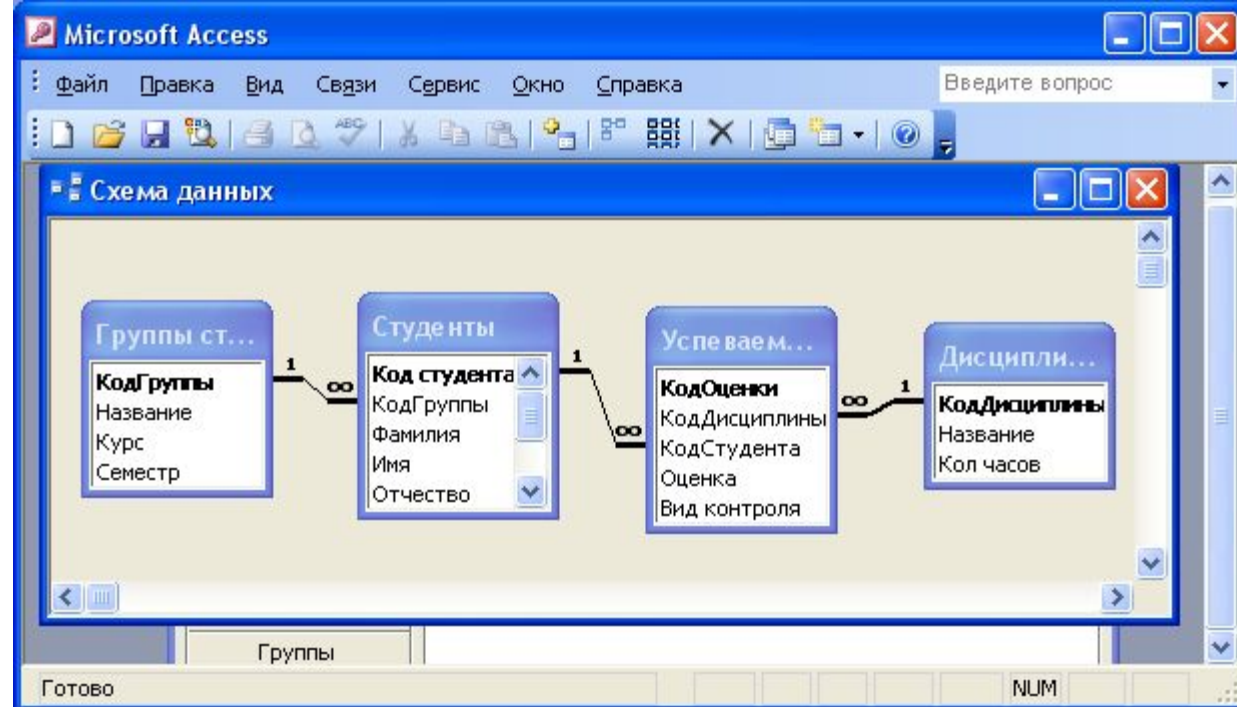 Microsoft Access
Файл Правка Вид Связи Сервис Окно Справка Введите вопрос
ABC
Схема данных
Группы ст...
КодГруппы
Название
Курс
Семестр
1
∞
Студенты
Код студента
КодГруппы
Фамилия
Имя
Отчество
1
∞
Успеваем...
КодОценки
КодДисциплины
КодСтудента
Оценка
Вид контроля
∞
1
Дисципли...
КодДисциплины
Название
Кол часов
Группы
Готово NUM